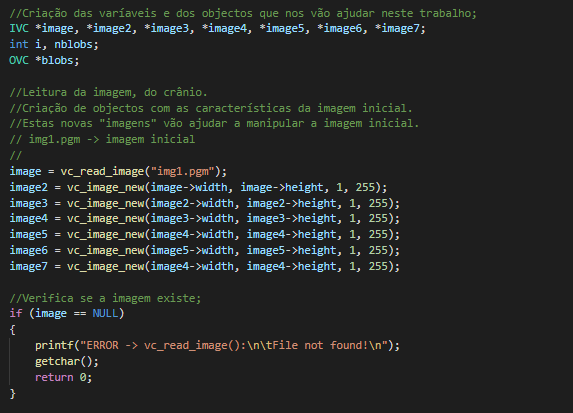 //Criação das varíaveis e dos objectos que nos vão ajudar neste trabalho;
IVC *image, *image2, *image3, *image4, *image5, *image6, *image7;
int i, nblobs;
OVC *blobs;
//Leitura da imagem, do crânio.
//Criação de objectos com as características da imagem inicial.
//Estas novas "imagens" vão ajudar a manipular a imagem inicial.
// img1.pgm -> imagem inicial
//
image = vc_read_image("img1.pgm");
image2 = vc_image_new(image->width, image->height, 1, 255);
image3 = vc_image_new(image2->width, image2->height, 1, 255);
image4 = vc_image_new(image3->width, image3->height, 1, 255);
image5 = vc_image_new(image4->width, image4->height, 1, 255);
image6 = vc_image_new(image5->width, image5->height, 1, 255);
image7 = vc_image_new(image4->width, image4->height, 1, 255);
//Verifica se a imagem existe;
if (image == NULL)
{
printf("ERROR -> vc_read_image():\n\tFile not found!\n");
getchar();
return 0;
}